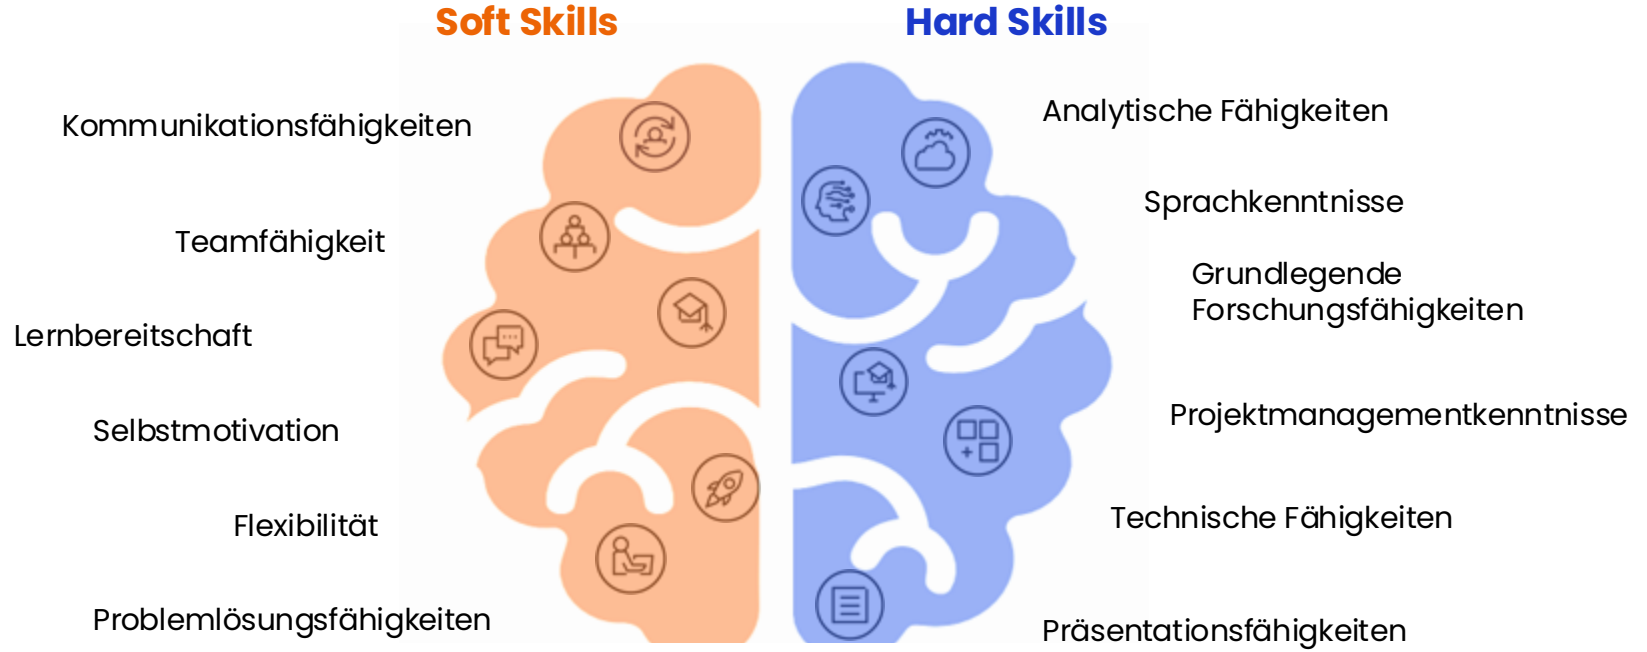 Soft Skills
Kommunikationsfähigkeiten
Teamfähigkeit
Lernbereitschaft
Selbstmotivation
Flexibilität
Problemlösungsfähigkeiten
Hard Skills
Analytische Fähigkeiten
Sprachkenntnisse
Grundlegende
Forschungsfähigkeiten
Projektmanagementkenntnisse
Technische Fähigkeiten
Präsentationsfähigkeiten